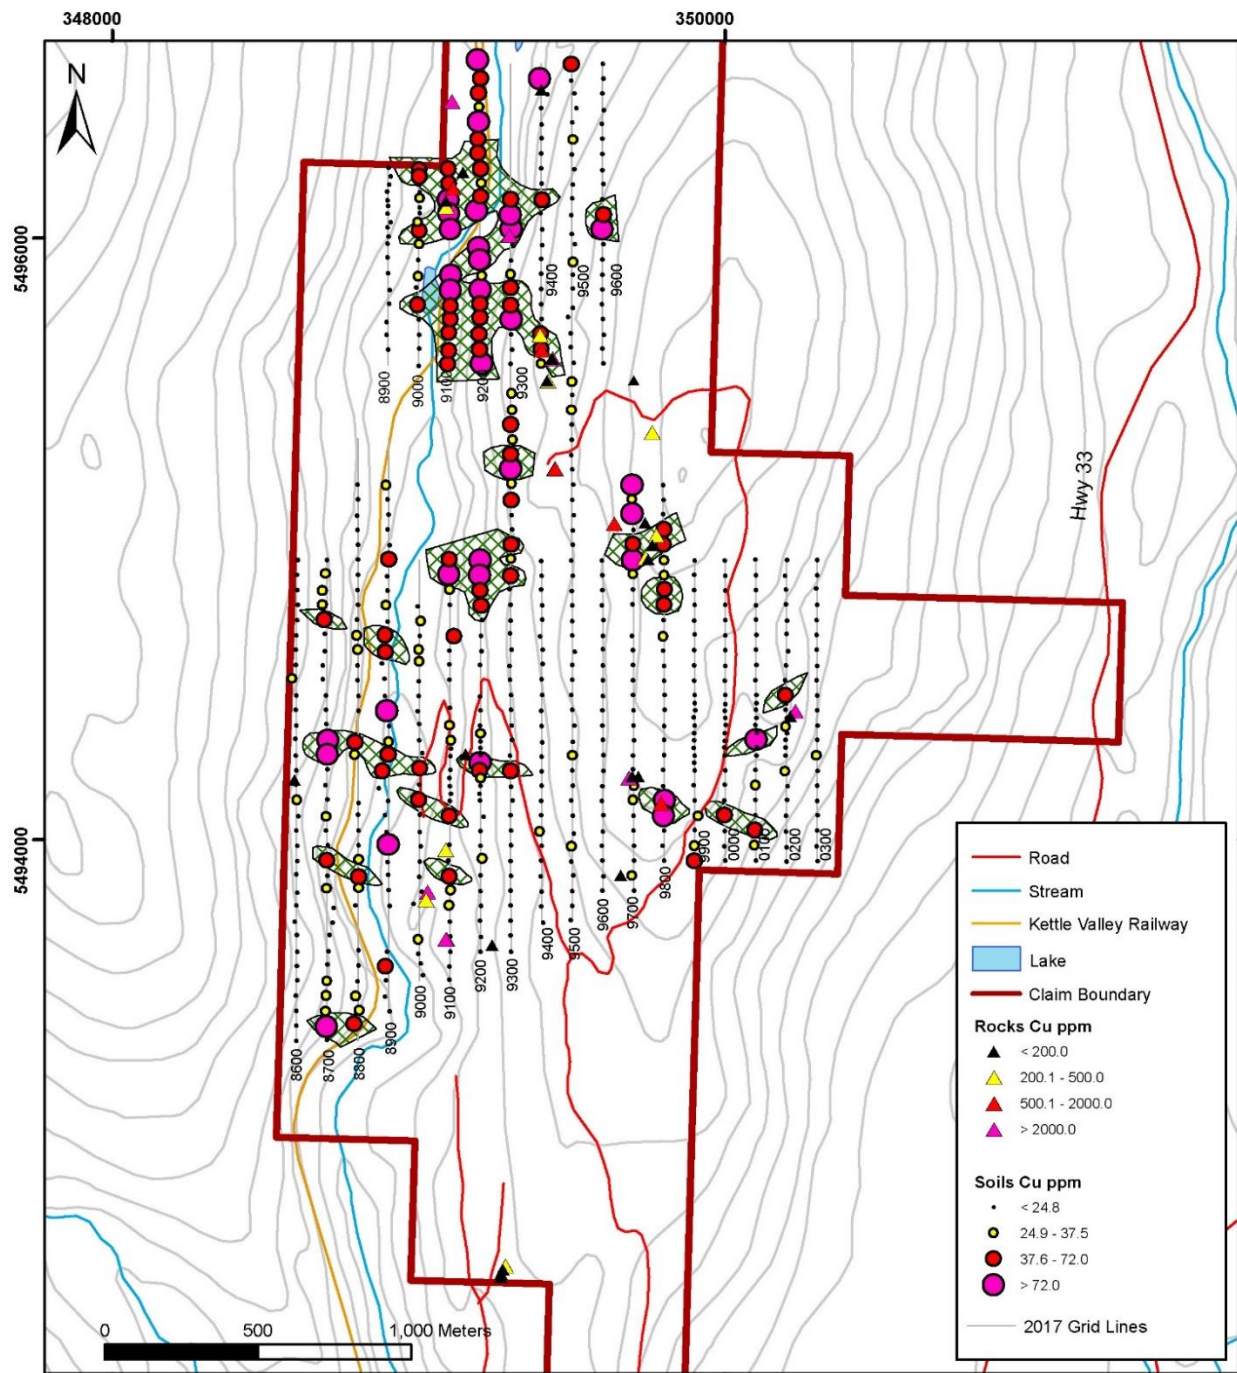 348000
350000
N
5496000
9400
9500
9600
8900
9000
9100
920
9300
Hwy 33
5494000
9900
0000
0100
0200
0300
9800
9700
9600
9500
9400
9300
9200
9100
9000
8900
8800
8700
8600
Road
Stream
Kettle Valley Railway
Lake
Claim Boundary
Rocks Cu ppm
< 200.0
200.1 - 500.0
500.1 - 2000.0
> 2000.0
Soils Cu ppm
< 24.8
24.9 - 37.5
37.6 - 72.0
> 72.0
2017 Grid Lines
0
500
1,000 Meters